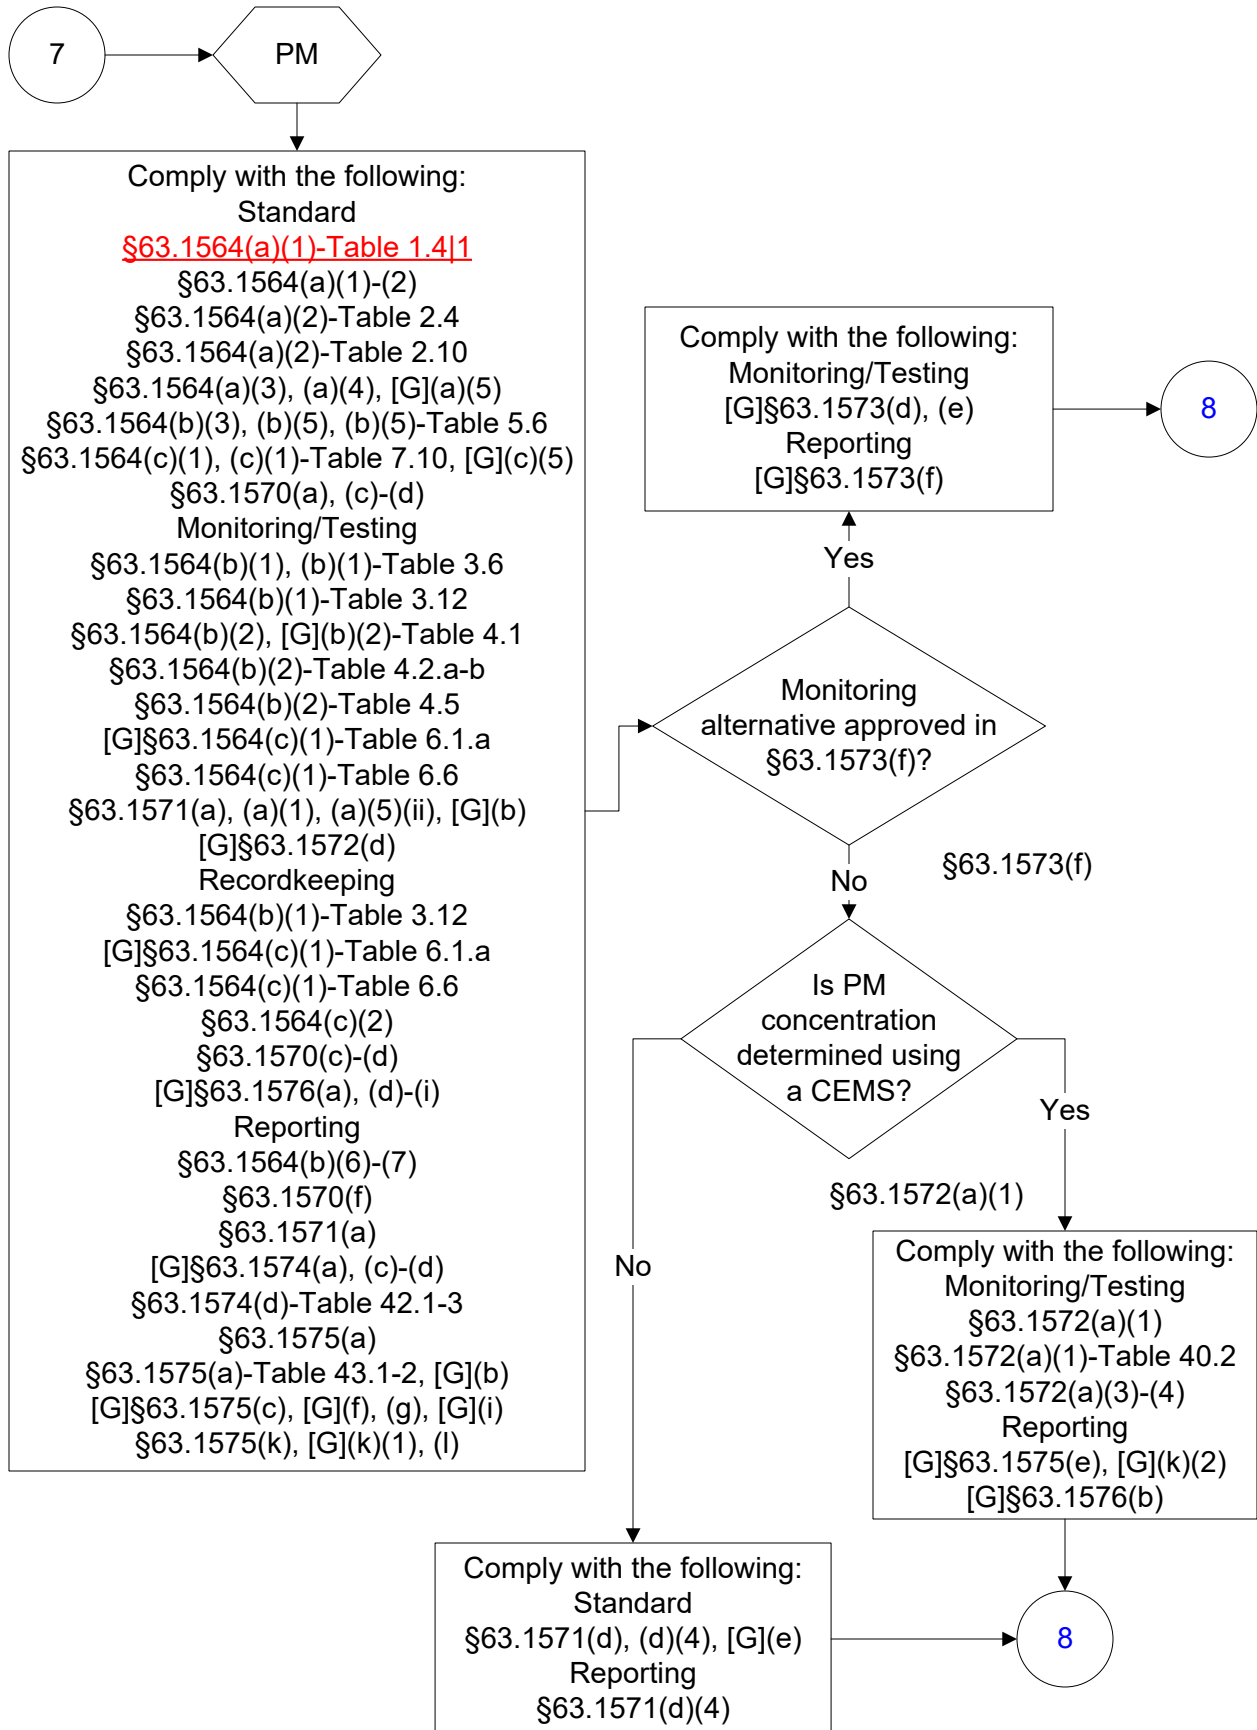 7
PM
Comply with the following:
Standard
§63.1564(a)(1)-Table 1.4|1
§63.1564(a)(1)-(2)
§63.1564(a)(2)-Table 2.4
§63.1564(a)(2)-Table 2.10
§63.1564(a)(3), (a)(4), [G](a)(5)
§63.1564(b)(3), (b)(5), (b)(5)-Table 5.6
§63.1564(c)(1), (c)(1)-Table 7.10, [G](c)(5)
§63.1570(a), (c)-(d)
Monitoring/Testing
§63.1564(b)(1), (b)(1)-Table 3.6
§63.1564(b)(1)-Table 3.12
§63.1564(b)(2), [G](b)(2)-Table 4.1
§63.1564(b)(2)-Table 4.2.a-b
§63.1564(b)(2)-Table 4.5
[G]§63.1564(c)(1)-Table 6.1.a
§63.1564(c)(1)-Table 6.6
§63.1571(a), (a)(1), (a)(5)(ii), [G](b)
[G]§63.1572(d)
Recordkeeping
§63.1564(b)(1)-Table 3.12
[G]§63.1564(c)(1)-Table 6.1.a
§63.1564(c)(1)-Table 6.6
§63.1564(c)(2)
§63.1570(c)-(d)
[G]§63.1576(a), (d)-(i)
Reporting
§63.1564(b)(6)-(7)
§63.1570(f)
§63.1571(a)
[G]§63.1574(a), (c)-(d)
§63.1574(d)-Table 42.1-3
§63.1575(a)
§63.1575(a)-Table 43.1-2, [G](b)
[G]§63.1575(c), [G](f), (g), [G](i)
§63.1575(k), [G](k)(1), (l)
Comply with the following:
Monitoring/Testing
[G]§63.1573(d), (e)
Reporting
[G]§63.1573(f)
8
Yes
Monitoring
alternative approved in
§63.1573(f)?
No
§63.1573(f)
Is PM
concentration
determined using
a CEMS?
Yes
§63.1572(a)(1)
No
Comply with the following:
Monitoring/Testing
§63.1572(a)(1)
§63.1572(a)(1)-Table 40.2
§63.1572(a)(3)-(4)
Reporting
[G]§63.1575(e), [G](k)(2)
[G]§63.1576(b)
Comply with the following:
Standard
§63.1571(d), (d)(4), [G](e)
Reporting
§63.1571(d)(4)
8